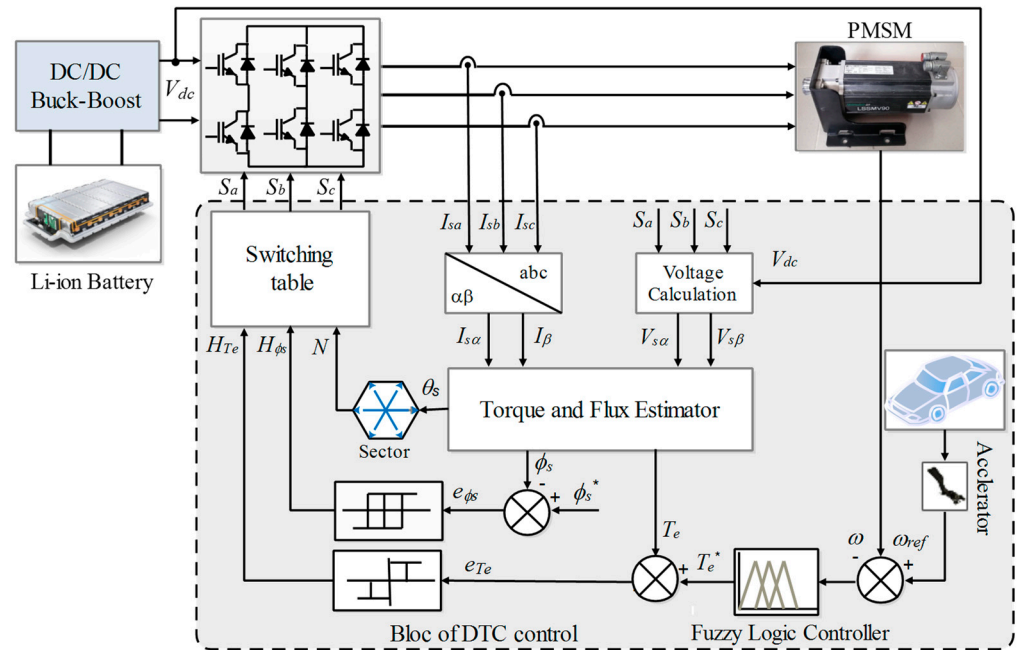 PMSM
DC/DC
Buck-Boost
Vdc
LSSMV90
Sa Sb Sc
Li-ion Battery
Switching
table
Isa Isb Isc
abc
αβ
Sa Sb Sc
Voltage
Calculation
Vdc
HTe Hϕs N
Isα Iβ
Vsα Vsβ
θs
Torque and Flux Estimator
Sector
Acclerator
ϕs
-
+
ϕs*
eϕs
Te
ω
ωref
-
+
eTe
+
Te*
Bloc of DTC control
Fuzzy Logic Controller